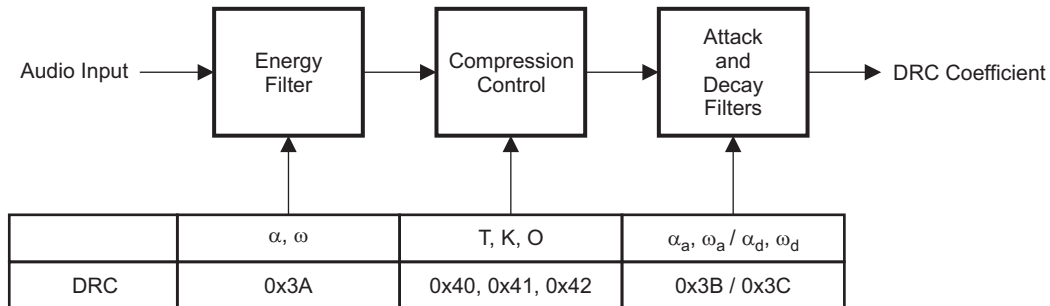 Audio Input
Energy
Filter
Compression
Control
Attack
and
Decay
Filters
DRC Coefficient
α, ω
T, K, O
αa, ωa / αd, ωd
DRC
0x3A
0x40, 0x41, 0x42
0x3B / 0x3C